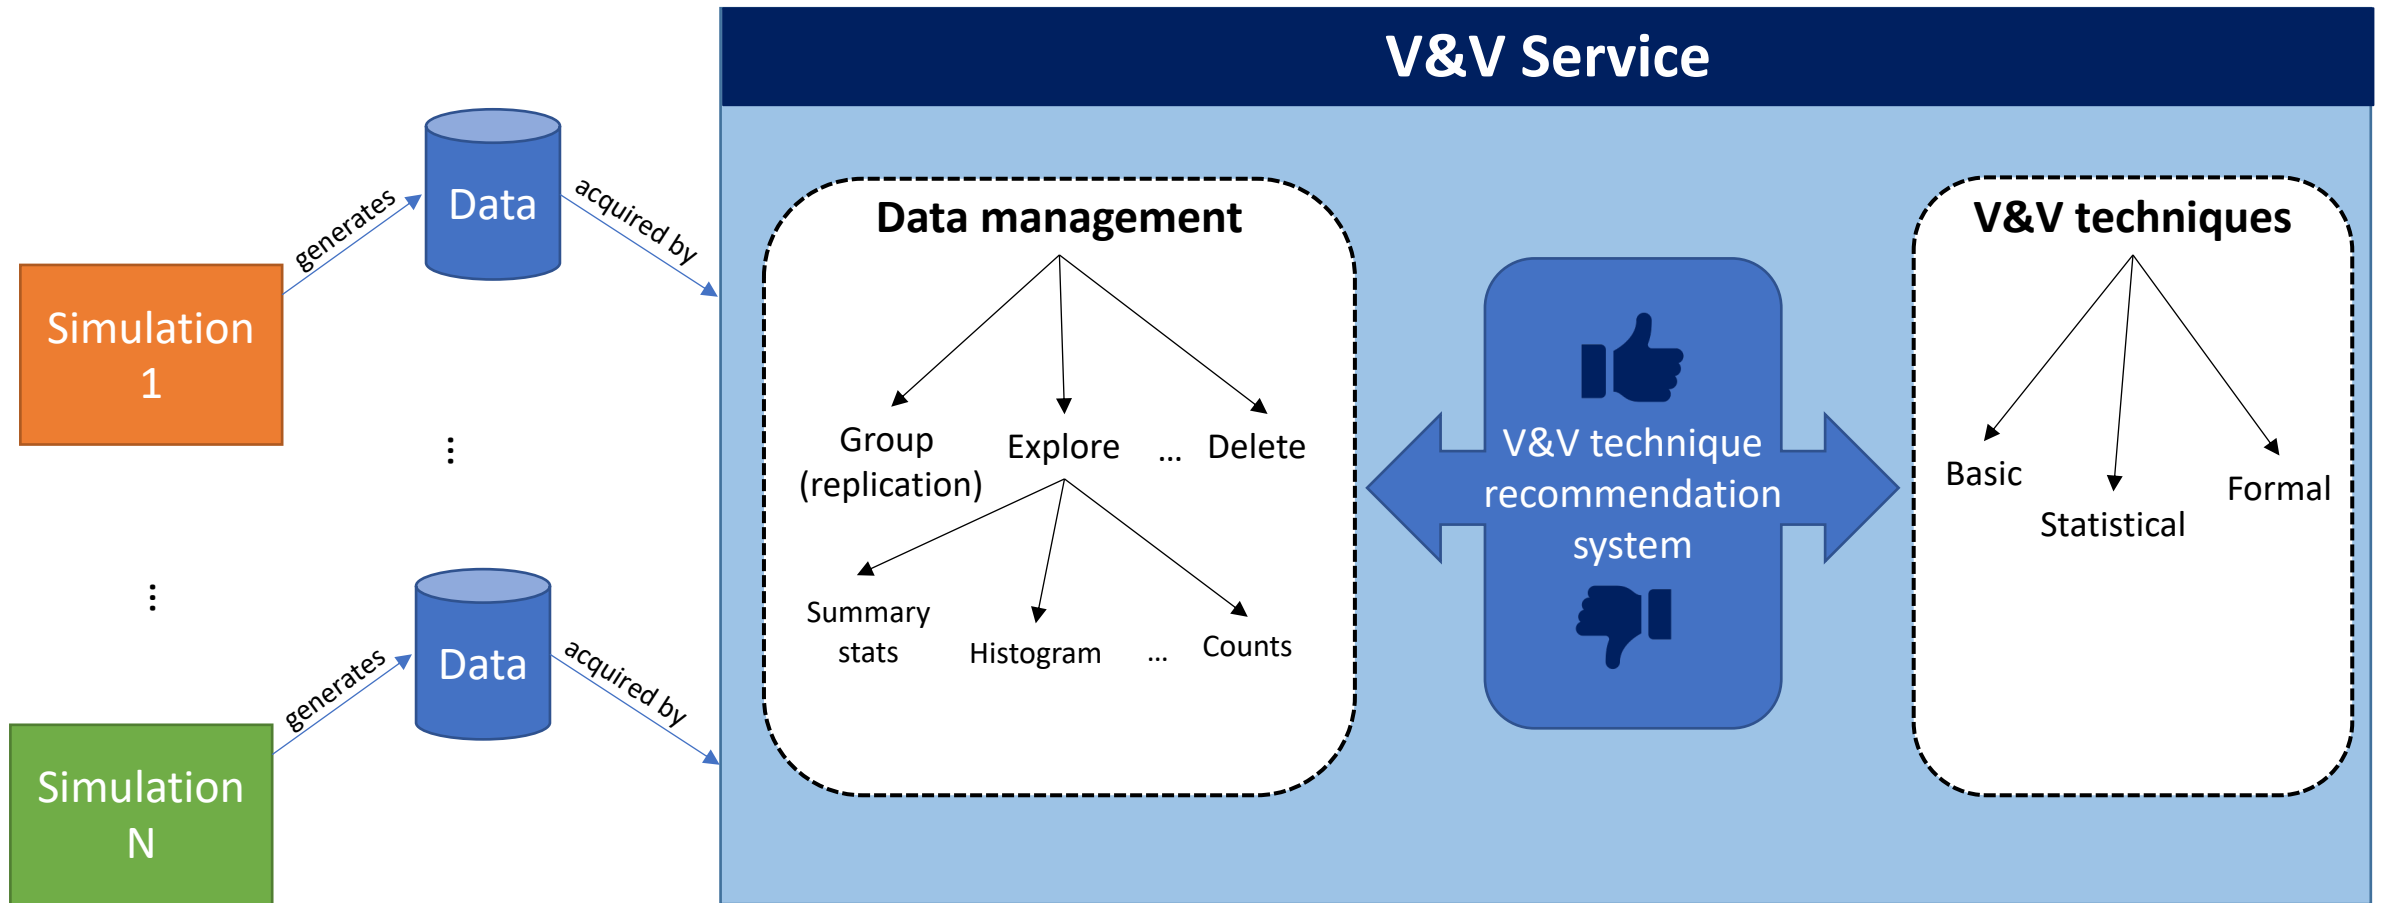 V&V Service
Simulation
1
generates
Data
acquired by
...
...
Simulation
N
generates
Data
acquired by
Data management
Group
(replication)
Explore
...
Delete
Summary
stats
Histogram
...
Counts
V&V technique
recommendation
system
V&V techniques
Basic
Statistical
Formal